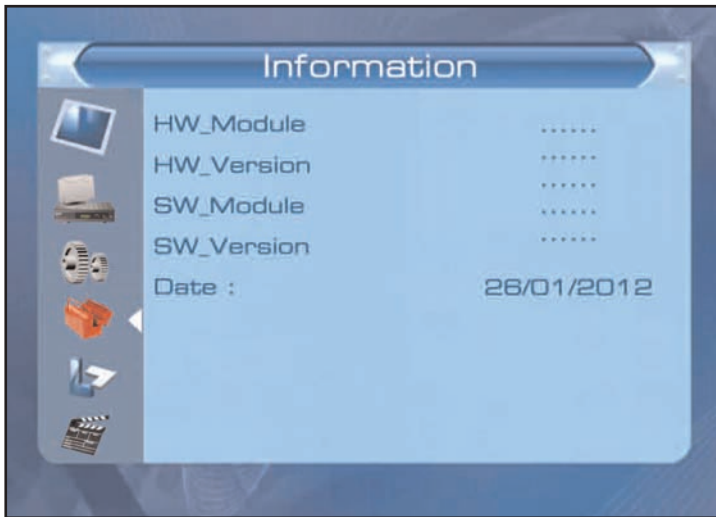 Information
HW_Module ......
HW_Version ......
......
SW_Module ......
SW_Version ......
Date : 26/01/2012